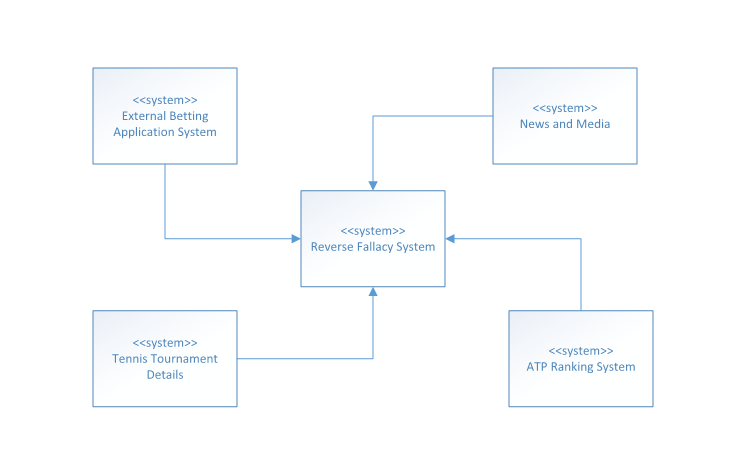 <<system>>
External Betting
Application System
<<system>>
News and Media
<<system>>
Reverse Fallacy System
<<system>>
Tennis Tournament
Details
<<system>>
ATP Ranking System